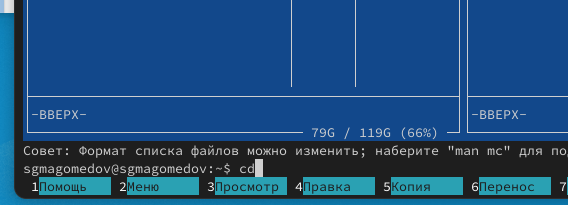 -ВВЕРХ-
-ВВЕРХ-
79G / 119G (66%)
Совет: Формат списка файлов можно изменить; наберите "man mc" для
sgmagomedov@sgmagomedov:~$ cd
1Помощь 2Меню 3Просмотр 4Правка 5Копия 6Перенос 7